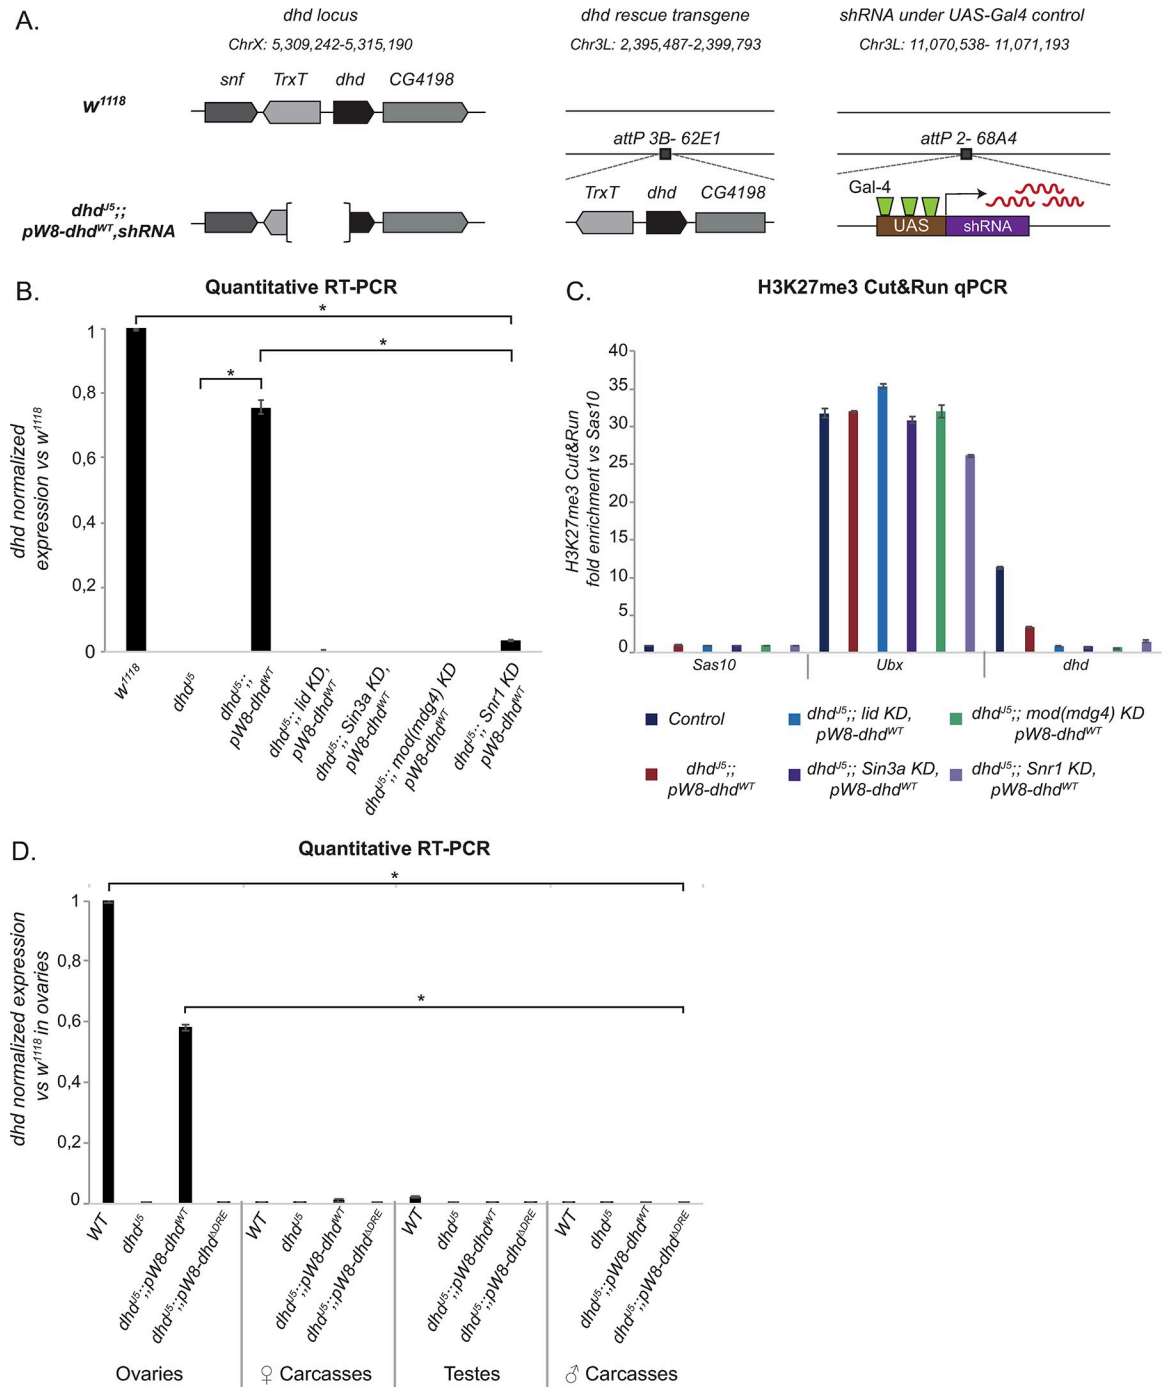 A.
dhd locus
ChrX: 5,309,242-5,315,190
dhd rescue transgene
Chr3L: 2,395,487-2,399,793
shRNA under UAS-Gal4 control
Chr3L: 11,070,538- 11,071,193
snf TrxT dhd CG4198
w1118
attP 3B- 62E1
attP 2- 68A4
dhdJ5;;
pW8-dhdWT,shRNA
TrxT dhd CG4198
Gal-4
UAS shRNA
B.
Quantitative RT-PCR
dhd normalized
expression vs w1118
1
0,8
0,6
0,4
0,2
0
*
*
*
w1118
dhdJ5
dhdJ5;;
pW8-dhdWT
dhdJ5;; lid KD,
pW8-dhdWT
dhdJ5;; Sin3a KD,
pW8-dhdWT
dhdJ5;; mod(mdg4) KD
pW8-dhdWT
dhdJ5;; Snr1 KD
pW8-dhdWT
C.
H3K27me3 Cut&Run qPCR
H3K27me3 Cut&Run
fold enrichment vs Sas10
40
35
30
25
20
15
10
5
0
Sas10 Ubx dhd
Control
dhdJ5;; lid KD,
pW8-dhdWT
dhdJ5;; mod(mdg4) KD
pW8-dhdWT
dhdJ5;;
pW8-dhdWT
dhdJ5;; Sin3a KD,
pW8-dhdWT
dhdJ5;; Snr1 KD,
pW8-dhdWT
D.
Quantitative RT-PCR
dhd normalized expression
vs w1118 in ovaries
1
0,8
0,6
0,4
0,2
0
*
*
WT
dhdJ5
dhdJ5;;pW8-dhdWT
dhdJ5;;pW8-dhdΔDRE
WT
dhdJ5
dhdJ5;;pW8-dhdWT
dhdJ5;;pW8-dhdΔDRE
WT
dhdJ5
dhdJ5;;pW8-dhdWT
dhdJ5;;pW8-dhdΔDRE
WT
dhdJ5
dhdJ5;;pW8-dhdWT
dhdJ5;;pW8-dhdΔDRE
Ovaries
♀ Carcasses
Testes
♂ Carcasses